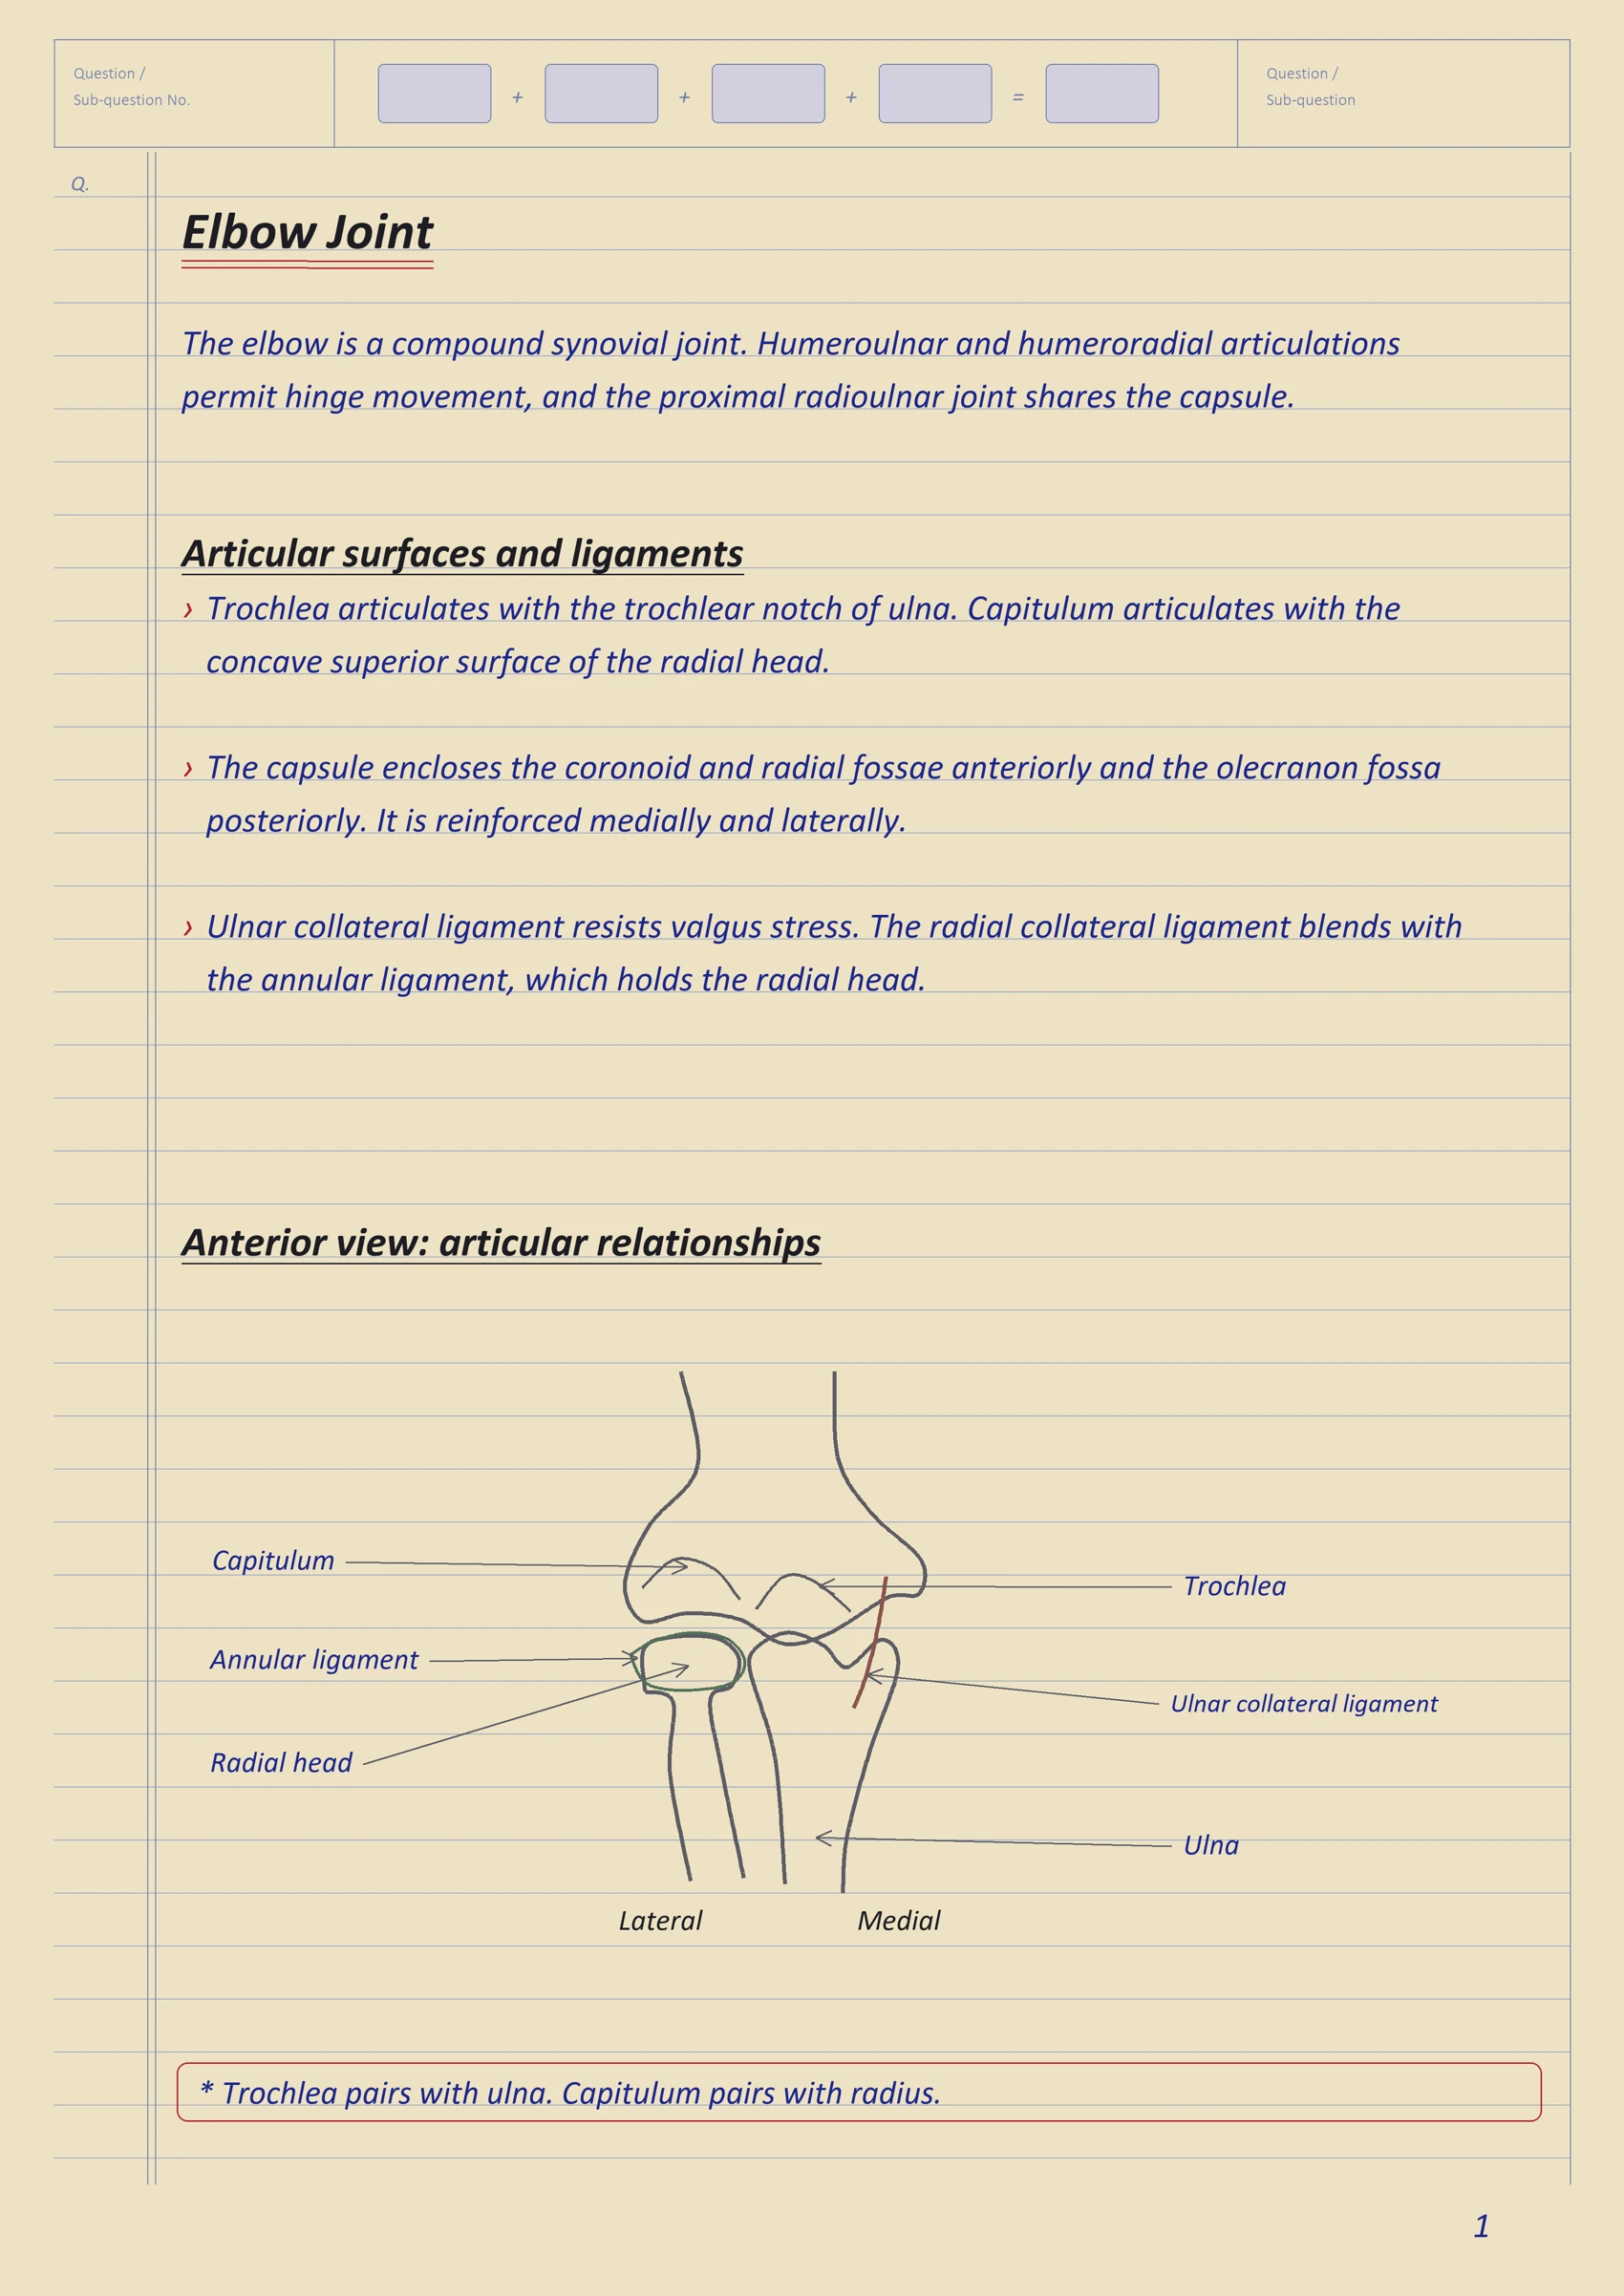 Question /
Sub-question No.
+ + + =
Question /
Sub-question
Q.
Elbow Joint
The elbow is a compound synovial joint. Humeroulnar and humeroradial articulations
permit hinge movement, and the proximal radioulnar joint shares the capsule.
Articular surfaces and ligaments
› Trochlea articulates with the trochlear notch of ulna. Capitulum articulates with the
concave superior surface of the radial head.
› The capsule encloses the coronoid and radial fossae anteriorly and the olecranon fossa
posteriorly. It is reinforced medially and laterally.
› Ulnar collateral ligament resists valgus stress. The radial collateral ligament blends with
the annular ligament, which holds the radial head.
Anterior view: articular relationships
Capitulum
Trochlea
Annular ligament
Ulnar collateral ligament
Radial head
Ulna
Lateral
Medial
* Trochlea pairs with ulna. Capitulum pairs with radius.
1